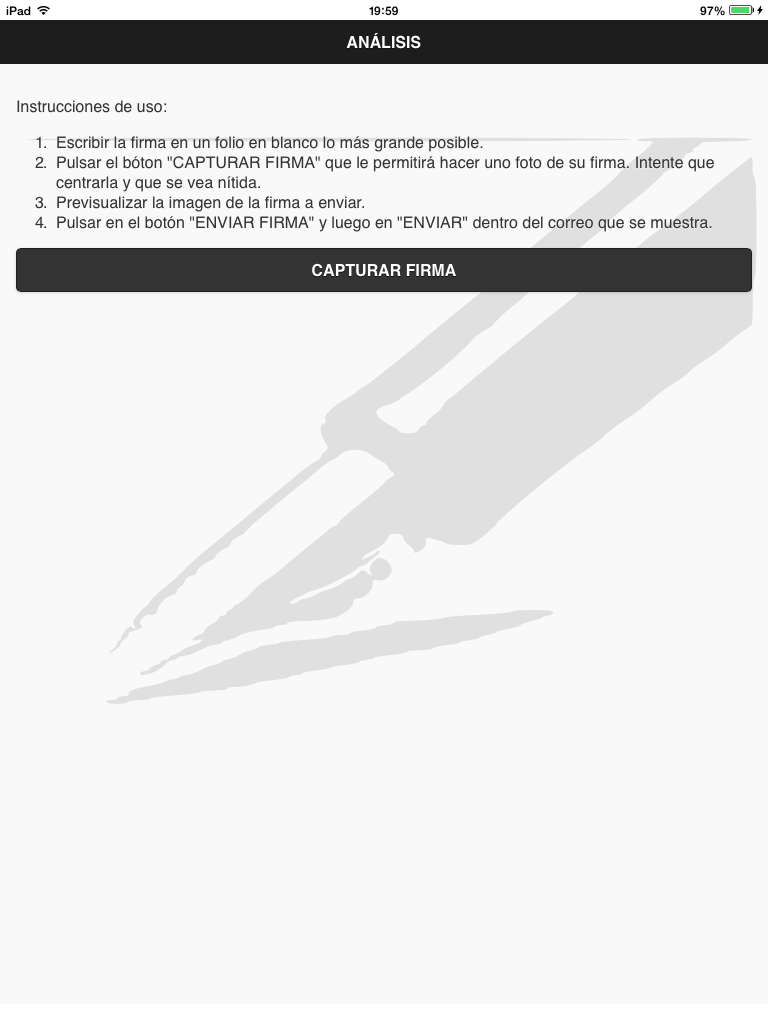 iPad 19:59 97%
ANÁLISIS
Instrucciones de uso:
1. Escribir la firma en un folio en blanco lo más grande posible.
2. Pulsar el bóton "CAPTURAR FIRMA" que le permitirá hacer uno foto de su firma. Intente que
centrarla y que se vea nítida.
3. Previsualizar la imagen de la firma a enviar.
4. Pulsar en el botón "ENVIAR FIRMA" y luego en "ENVIAR" dentro del correo que se muestra.
CAPTURAR FIRMA